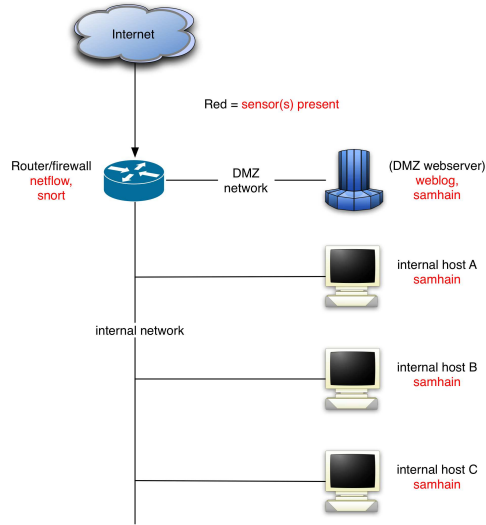 Internet
Red = sensor(s) present
Router/firewall
netflow,
snort
DMZ
network
(DMZ webserver)
weblog,
samhain
internal host A
samhain
internal network
internal host B
samhain
internal host C
samhain